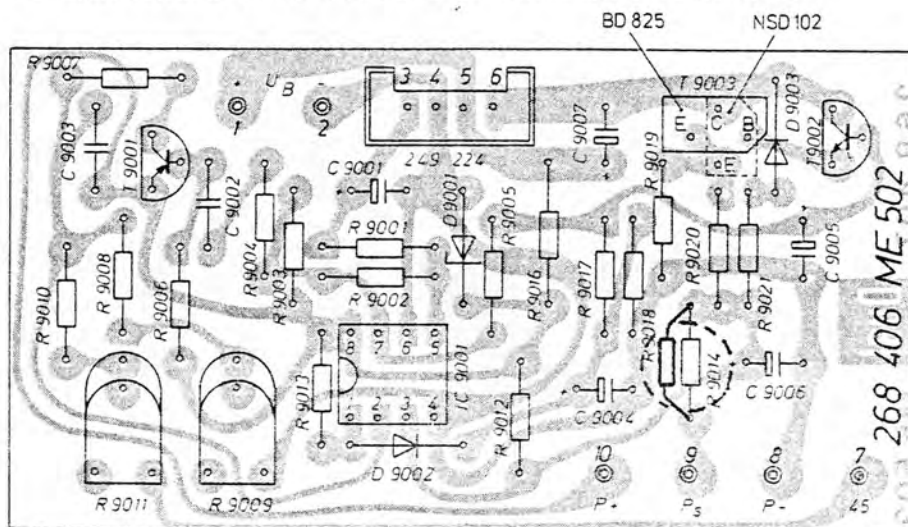 BD 825
NSD 102
R 9007
+ U B -
3 4 5 6
T 9003
1
2
E C B
E
C 9003
T 9001
C 9002
249 224
C 9001
C 9007
D 9003
T 9002
R 9019
R 9004
R 9003
R 9001
R 9002
D 9001
R 9005
R 9016
R 9017
R 9020
R 9021
C 9005
R 9010
R 9008
R 9006
R 9018
R 9014
R 9013
8 7 6 5
1 2 3 4
IC 9001
R 9012
C 9004
C 9006
D 9002
R 9011
R 9009
10 9 8 7
P+ Ps P- 45
268 406 ME 502